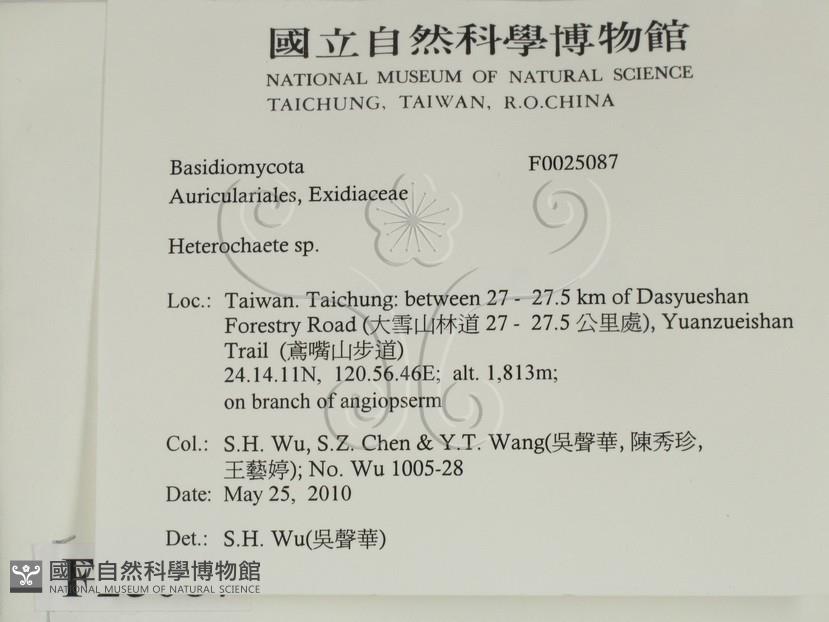 國立自然科學博物館
NATIONAL MUSEUM OF NATURAL SCIENCE
TAICHUNG, TAIWAN, R.O.CHINA
Basidiomycota F0025087
Auriculariales, Exidiaceae
Heterochaete sp.
Loc.: Taiwan. Taichung: between 27 - 27.5 km of Dasyueshan
Forestry Road (大雪山林道 27 - 27.5 公里處), Yuanzueishan
Trail (鳶嘴山步道)
24.14.11N, 120.56.46E; alt. 1,813m;
on branch of angiopserm
Col.: S.H. Wu, S.Z. Chen & Y.T. Wang(吳聲華, 陳秀珍,
王藝婷); No. Wu 1005-28
Date: May 25, 2010
Det.: S.H. Wu(吳聲華)
國立自然科學博物館
NATIONAL MUSEUM OF NATURAL SCIENCE